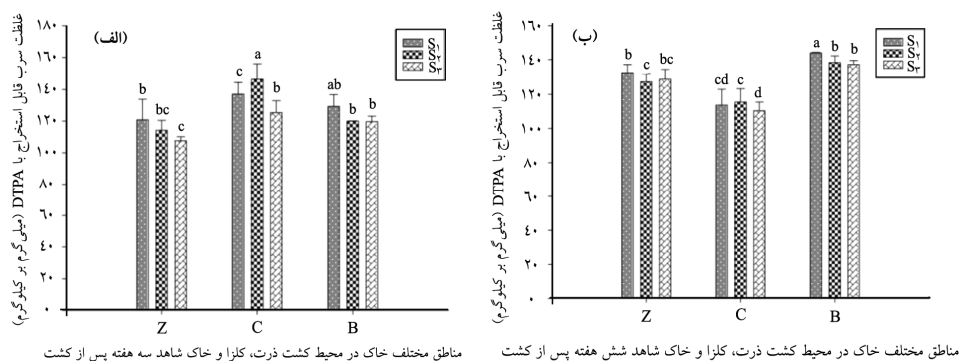 (الف)
غلظت سرب قابل استخراج با DTPA (میلی‌گرم بر کیلوگرم)
۱۸۰
۱۶۰
۱۴۰
۱۲۰
۱۰۰
۸۰
۶۰
۴۰
۲۰
۰
S۱
S۲
S۳
b bc c
c a b
ab b b
Z C B
مناطق مختلف خاک در محیط کشت ذرت، کلزا و خاک شاهد سه هفته پس از کشت
(ب)
غلظت سرب قابل استخراج با DTPA (میلی‌گرم بر کیلوگرم)
۱۶۰
۱۴۰
۱۲۰
۱۰۰
۸۰
۶۰
۴۰
۲۰
۰
S۱
S۲
S۳
b c bc
cd c d
a b b
Z C B
مناطق مختلف خاک در محیط کشت ذرت، کلزا و خاک شاهد شش هفته پس از کشت